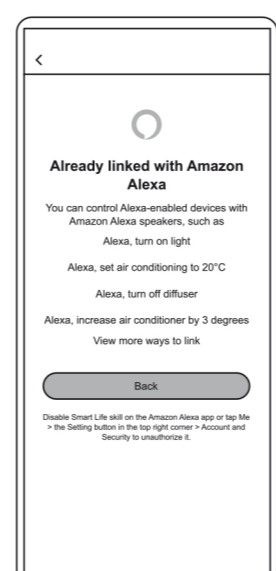 Already linked with Amazon
Alexa
You can control Alexa-enabled devices with
Amazon Alexa speakers, such as
Alexa, turn on light
Alexa, set air conditioning to 20°C
Alexa, turn off diffuser
Alexa, increase air conditioner by 3 degrees
View more ways to link
Back
Disable Smart Life skill on the Amazon Alexa app or tap Me
> the Setting button in the top right corner > Account and
Security to unauthorize it.